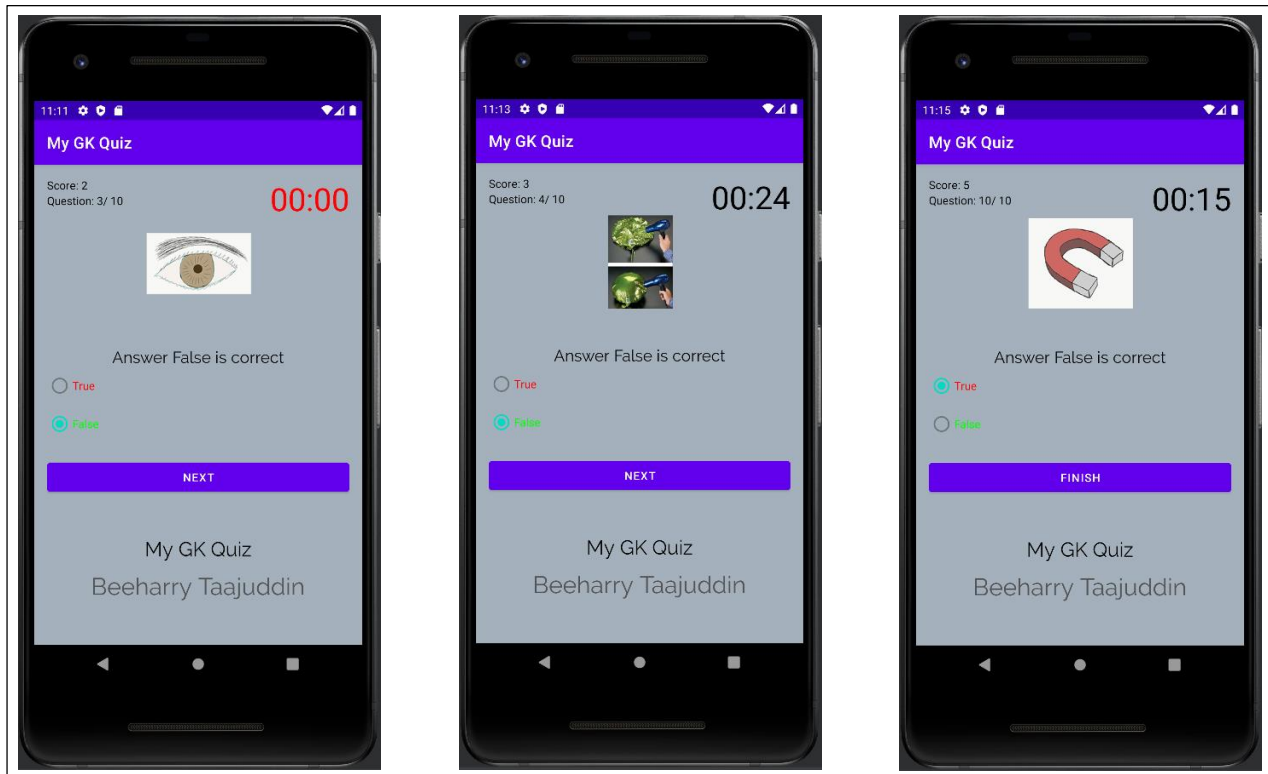 11:11
My GK Quiz
Score: 2
Question: 3/ 10
00:00
Answer False is correct
True
False
NEXT
My GK Quiz
Beeharry Taajuddin
11:13
My GK Quiz
Score: 3
Question: 4/ 10
00:24
Answer False is correct
True
False
NEXT
My GK Quiz
Beeharry Taajuddin
11:15
My GK Quiz
Score: 5
Question: 10/ 10
00:15
Answer False is correct
True
False
FINISH
My GK Quiz
Beeharry Taajuddin